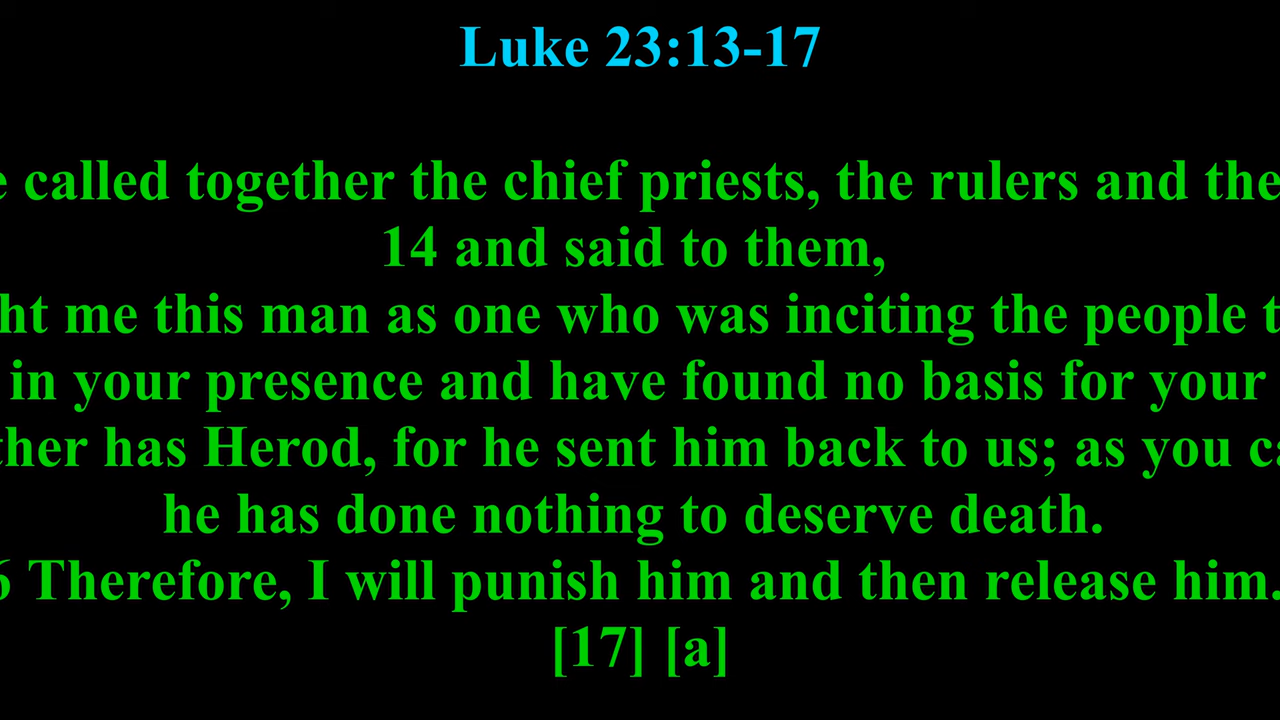 Luke 23:13-17
called together the chief priests, the rulers and the
14 and said to them,
me this man as one who was inciting the people
in your presence and have found no basis for your
has Herod, for he sent him back to us; as you
he has done nothing to deserve death.
Therefore, I will punish him and then release him.
[17] [a]